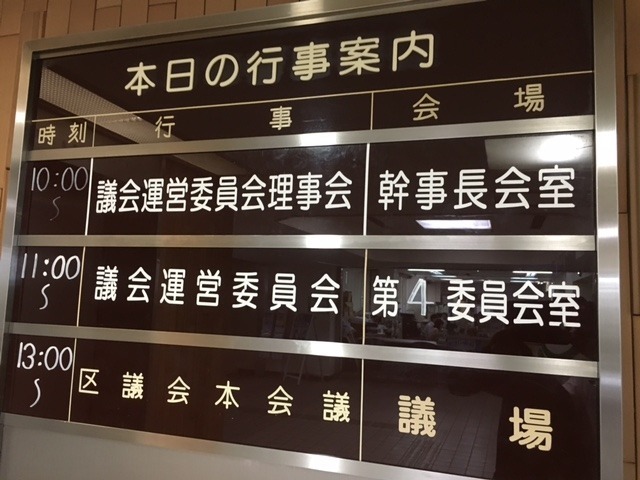 本日の行事案内
時刻 行事 会場
10:00～ 議会運営委員会理事会 幹事長会室
11:00～ 議会運営委員会 第4委員会室
13:00～ 区議会本会議 議場